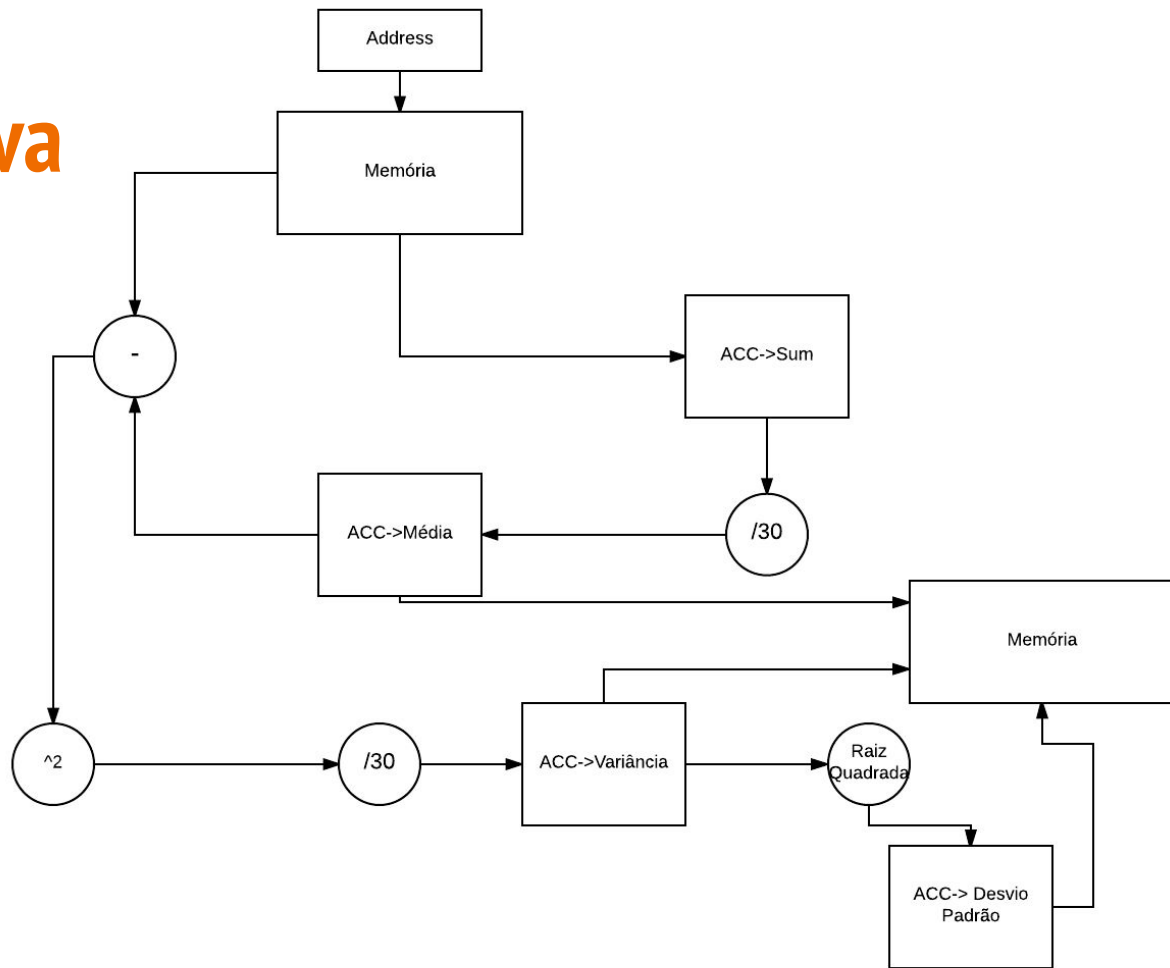 Address
va
Memória
-
ACC->Sum
ACC->Média
/30
Memória
^2
/30
ACC->Variância
Raiz
Quadrada
ACC-> Desvio
Padrão